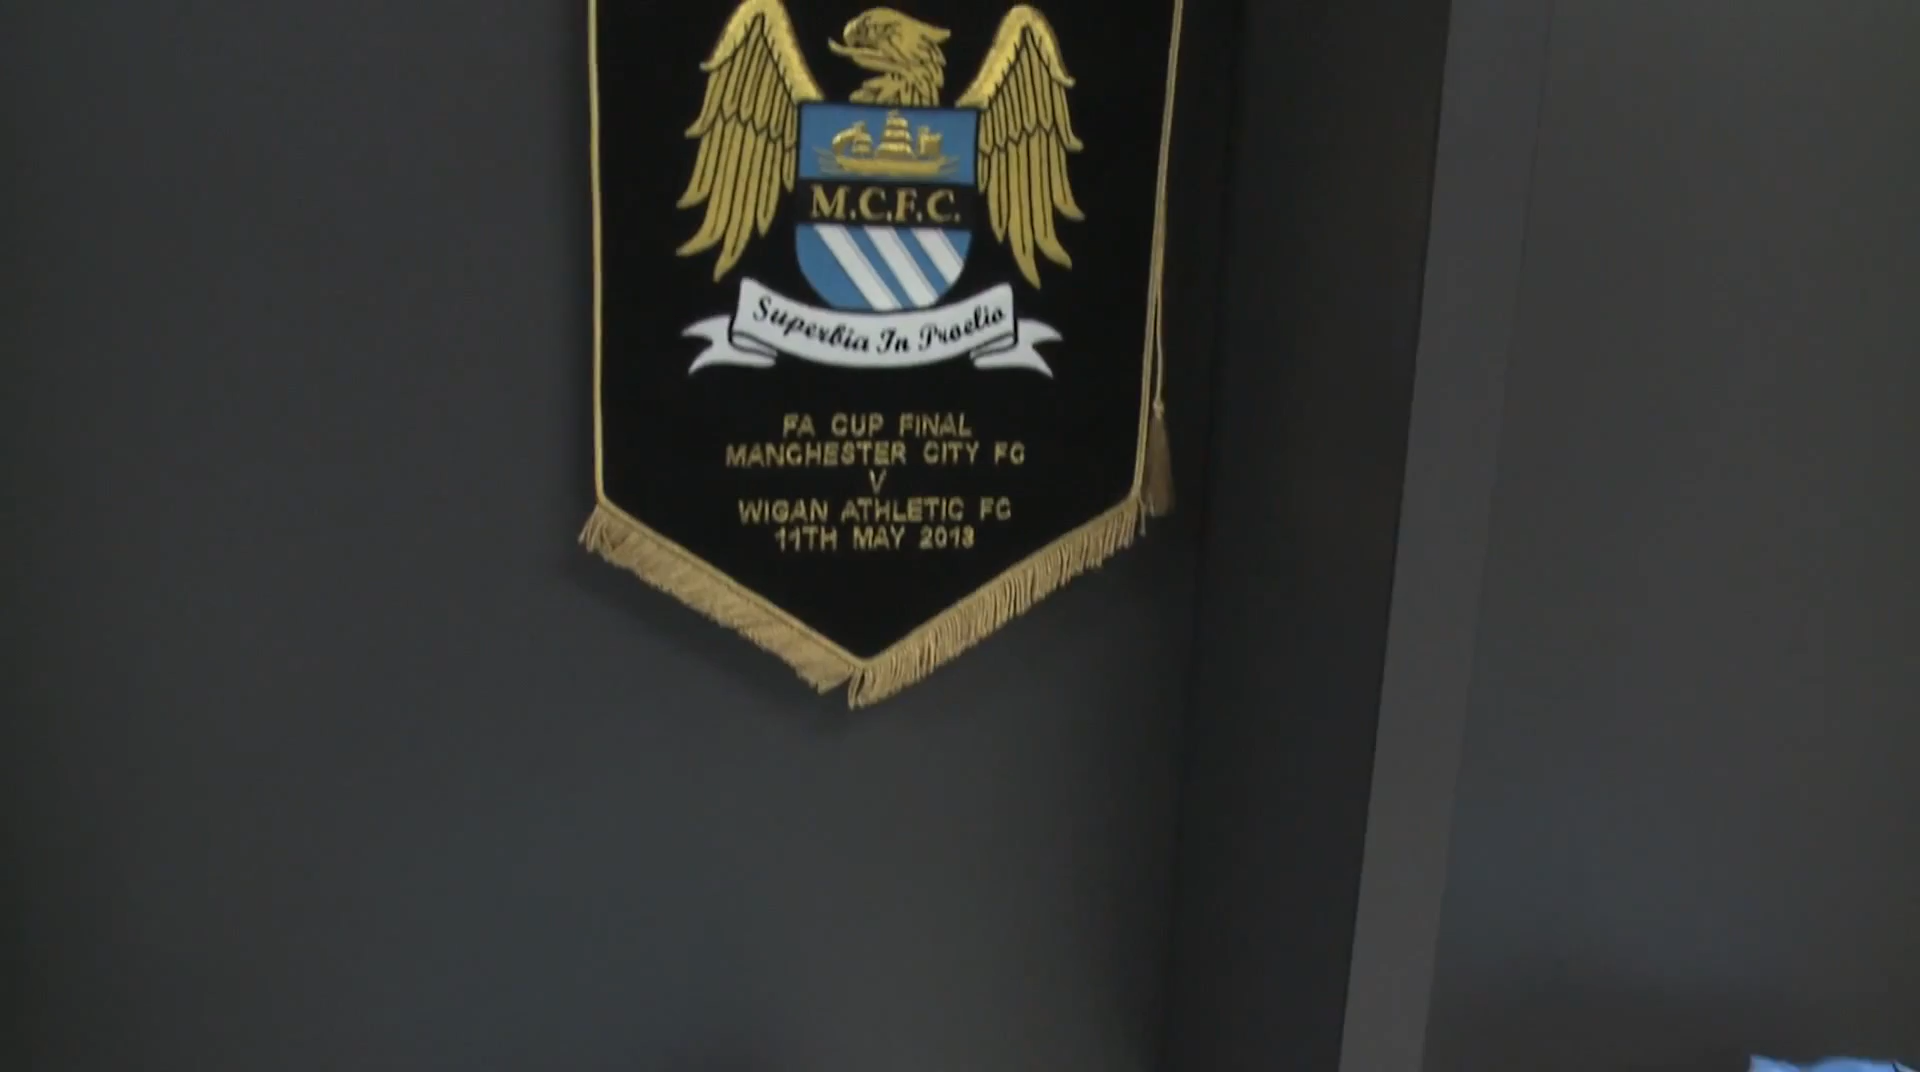 M.C.F.C.
Superbia In Proelio
FA CUP FINAL
MANCHESTER CITY FC
V
WIGAN ATHLETIC FC
11TH MAY 2013